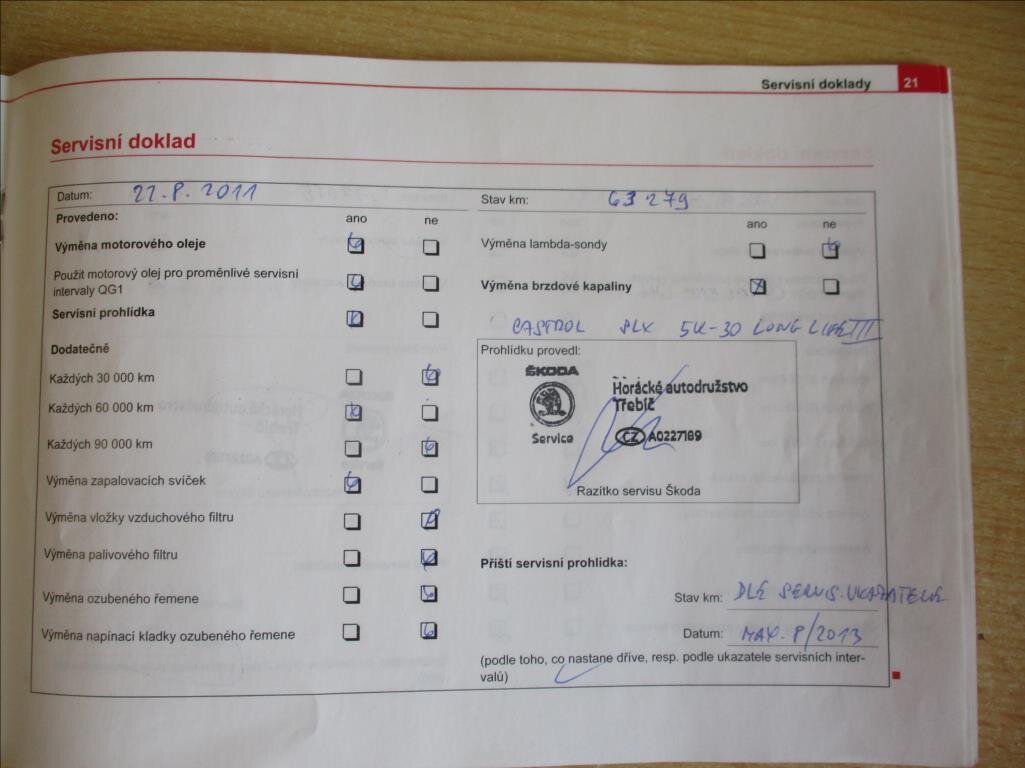 Servisní doklady 21
Servisní doklad
Datum: 22.8.2011
Stav km: 63 279
Provedeno:
ano ne
ano ne
Výměna motorového oleje
Výměna lambda-sondy
Použit motorový olej pro proměnlivé servisní
intervaly QG1
Výměna brzdové kapaliny
Servisní prohlídka
CASTROL SLX 5W-30 LONG LIFE III
Dodatečně
Prohlídku provedl:
Každých 30 000 km
ŠKODA
Service
Horácké autodružstvo
Třebíč
CZ A0227189
Každých 60 000 km
Každých 90 000 km
Výměna zapalovacích svíček
Razítko servisu Škoda
Výměna vložky vzduchového filtru
Výměna palivového filtru
Příští servisní prohlídka:
Výměna ozubeného řemene
Stav km: DLE SERVIS. UKAZATELE
Výměna napínací kladky ozubeného řemene
Datum: MAX. 8/2013
(podle toho, co nastane dříve, resp. podle ukazatele servisních inter-
valů)